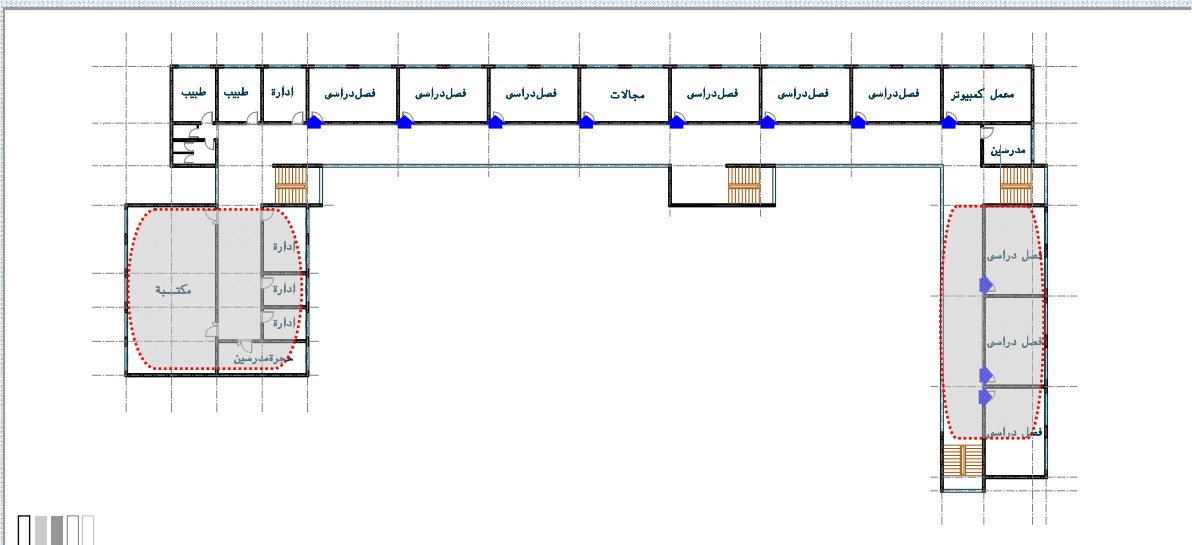 معمل كمبيوتر
فصل دراسى
فصل دراسى
فصل دراسى
مجالات
فصل دراسى
فصل دراسى
فصل دراسى
ادارة
طبيب
طبيب
مدرسين
ادارة
فصل دراسى
ادارة
مكتبة
ادارة
فصل دراسى
حجرة مدرسين
فصل دراسى